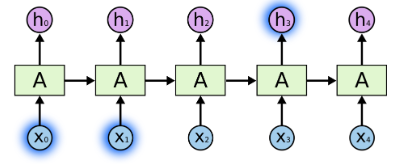 h₀ h₁ h₂ h₃ h₄
A A A A A
x₀ x₁ x₂ x₃ x₄